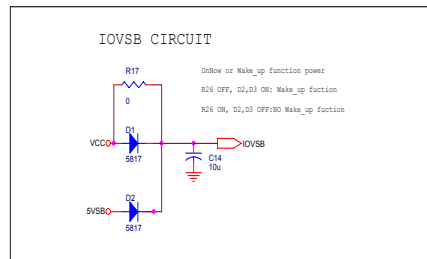 IOVSB CIRCUIT
R17
OnNow or Wake_up function power
R26 OFF, D2,D3 ON: Wake_up fuction
0
R26 ON, D2,D3 OFF:NO Wake_up fuction
D1
VCC
IOVSB
5817
C14
10u
D2
5VSB
5817